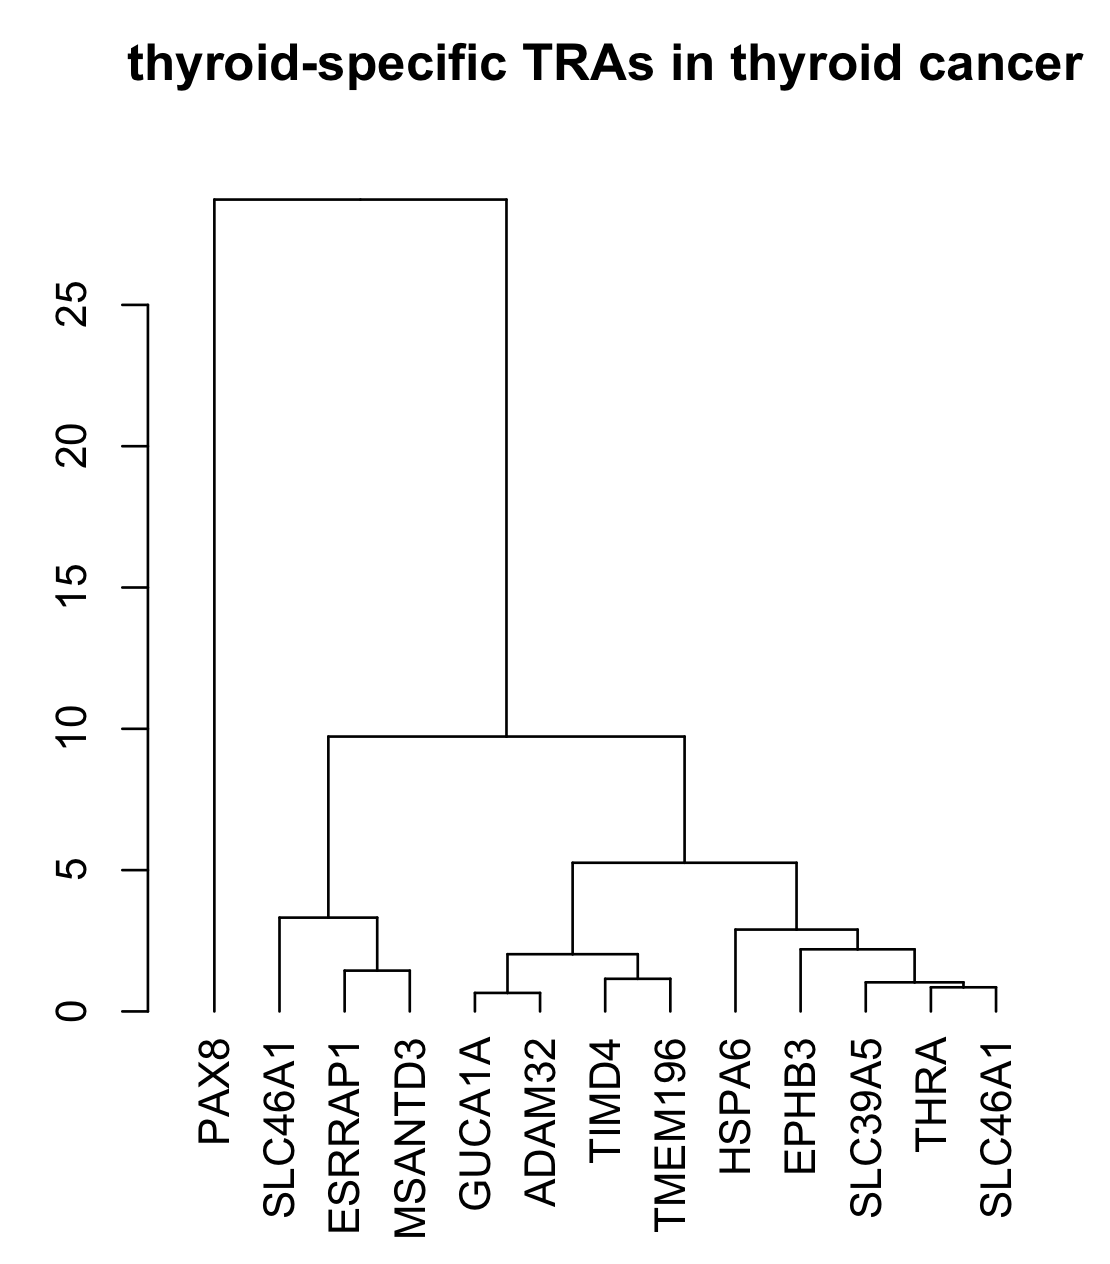 thyroid-specific TRAs in thyroid cancer
25
20
15
10
5
0
PAX8
SLC46A1
ESRRAP1
MSANTD3
GUCA1A
ADAM32
TIMD4
TMEM196
HSPA6
EPHB3
SLC39A5
THRA
SLC46A1